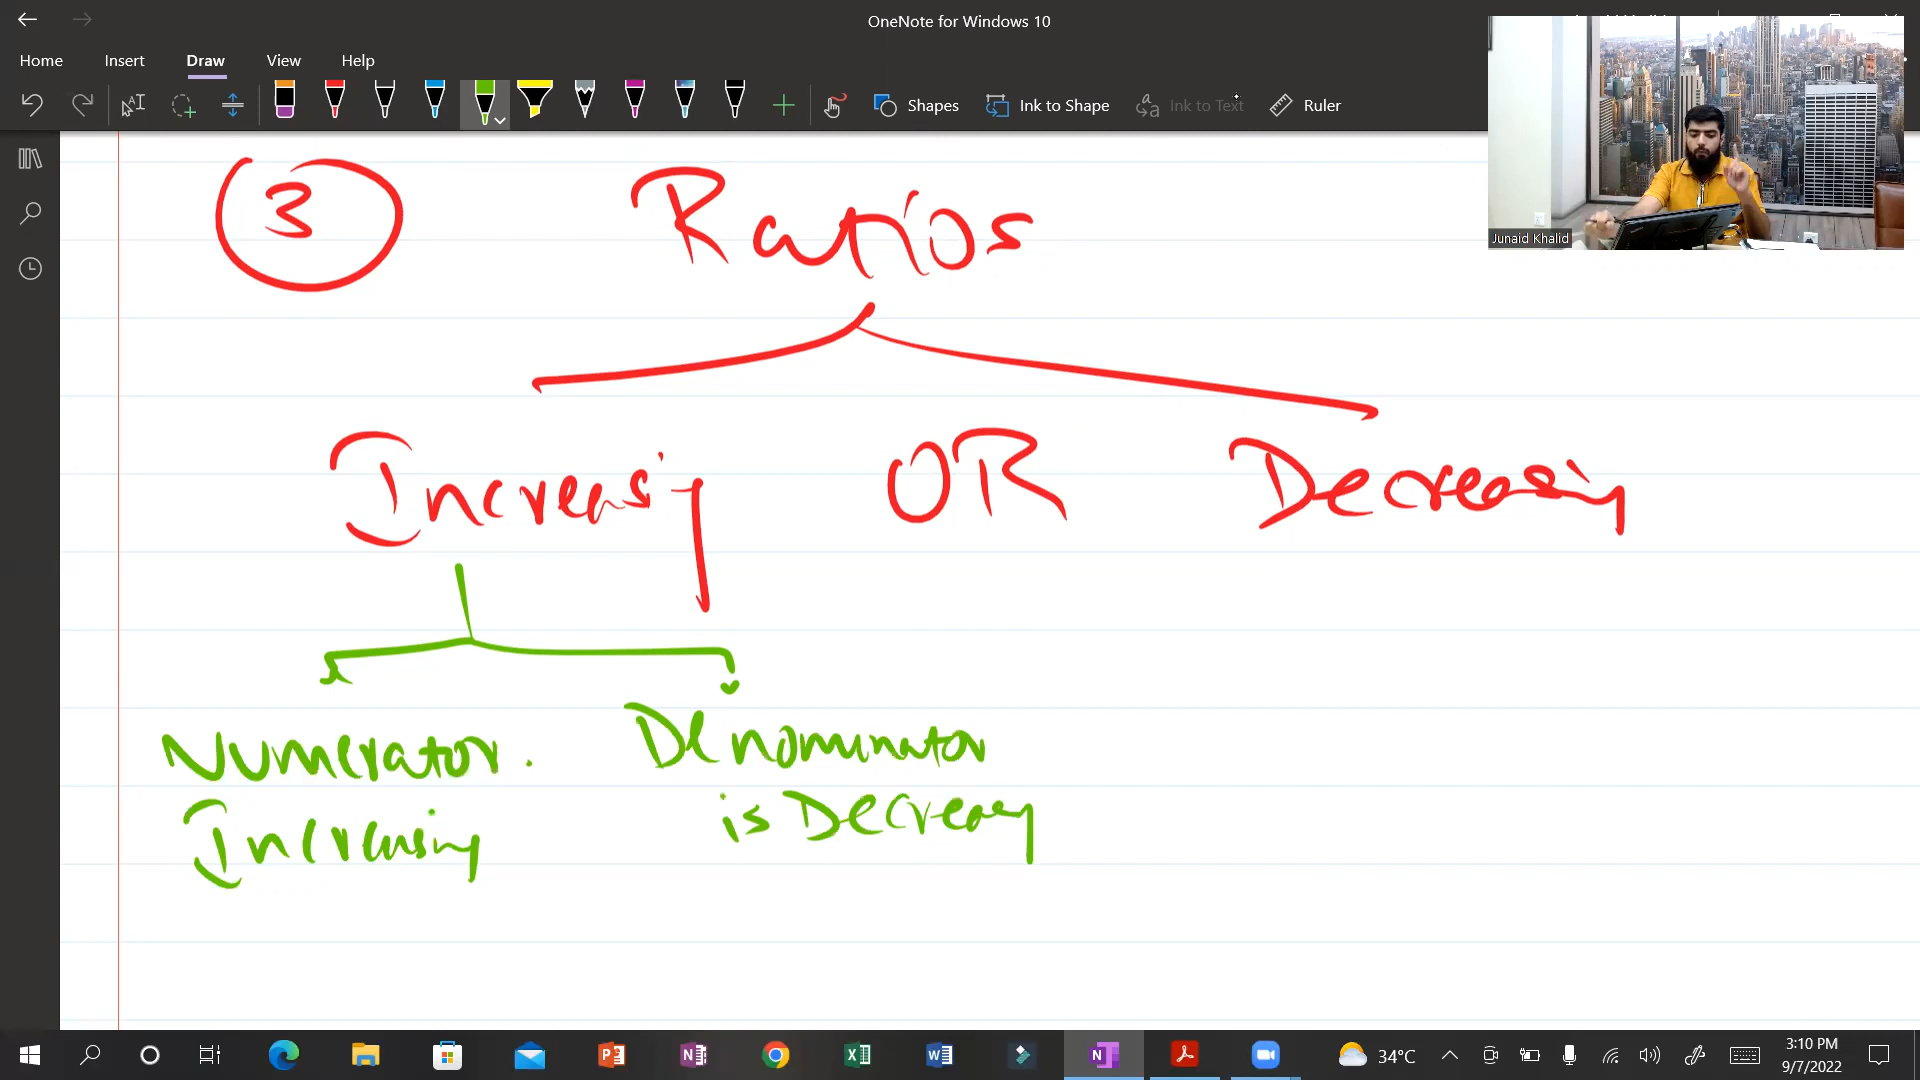 OneNote for Windows 10
Home Insert Draw View Help
Shapes Ink to Shape Ink to Text Ruler
Junaid Khalid
3 Ratios
Increasing OR Decreasing
Numerator. Denominator
Increasing is Decreasing
34°C
3:10 PM
9/7/2022